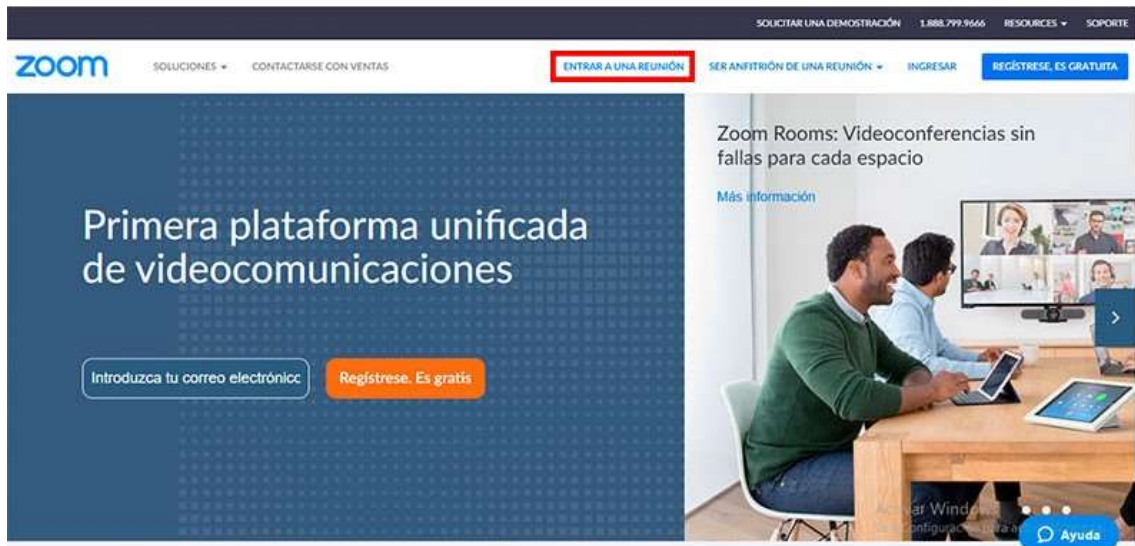 SOLICITAR UNA DEMOSTRACIÓN 1.888.799.9666 RESOURCES SOPORTE
zoom SOLUCIONES CONTACTARSE CON VENTAS ENTRAR A UNA REUNIÓN SER ANFITRIÓN DE UNA REUNIÓN INGRESAR REGÍSTRESE, ES GRATUITA
Zoom Rooms: Videoconferencias sin
fallas para cada espacio
Más información
Primera plataforma unificada
de videocomunicaciones
Introduzca tu correo electrónicc Regístrese. Es gratis
Ayuda